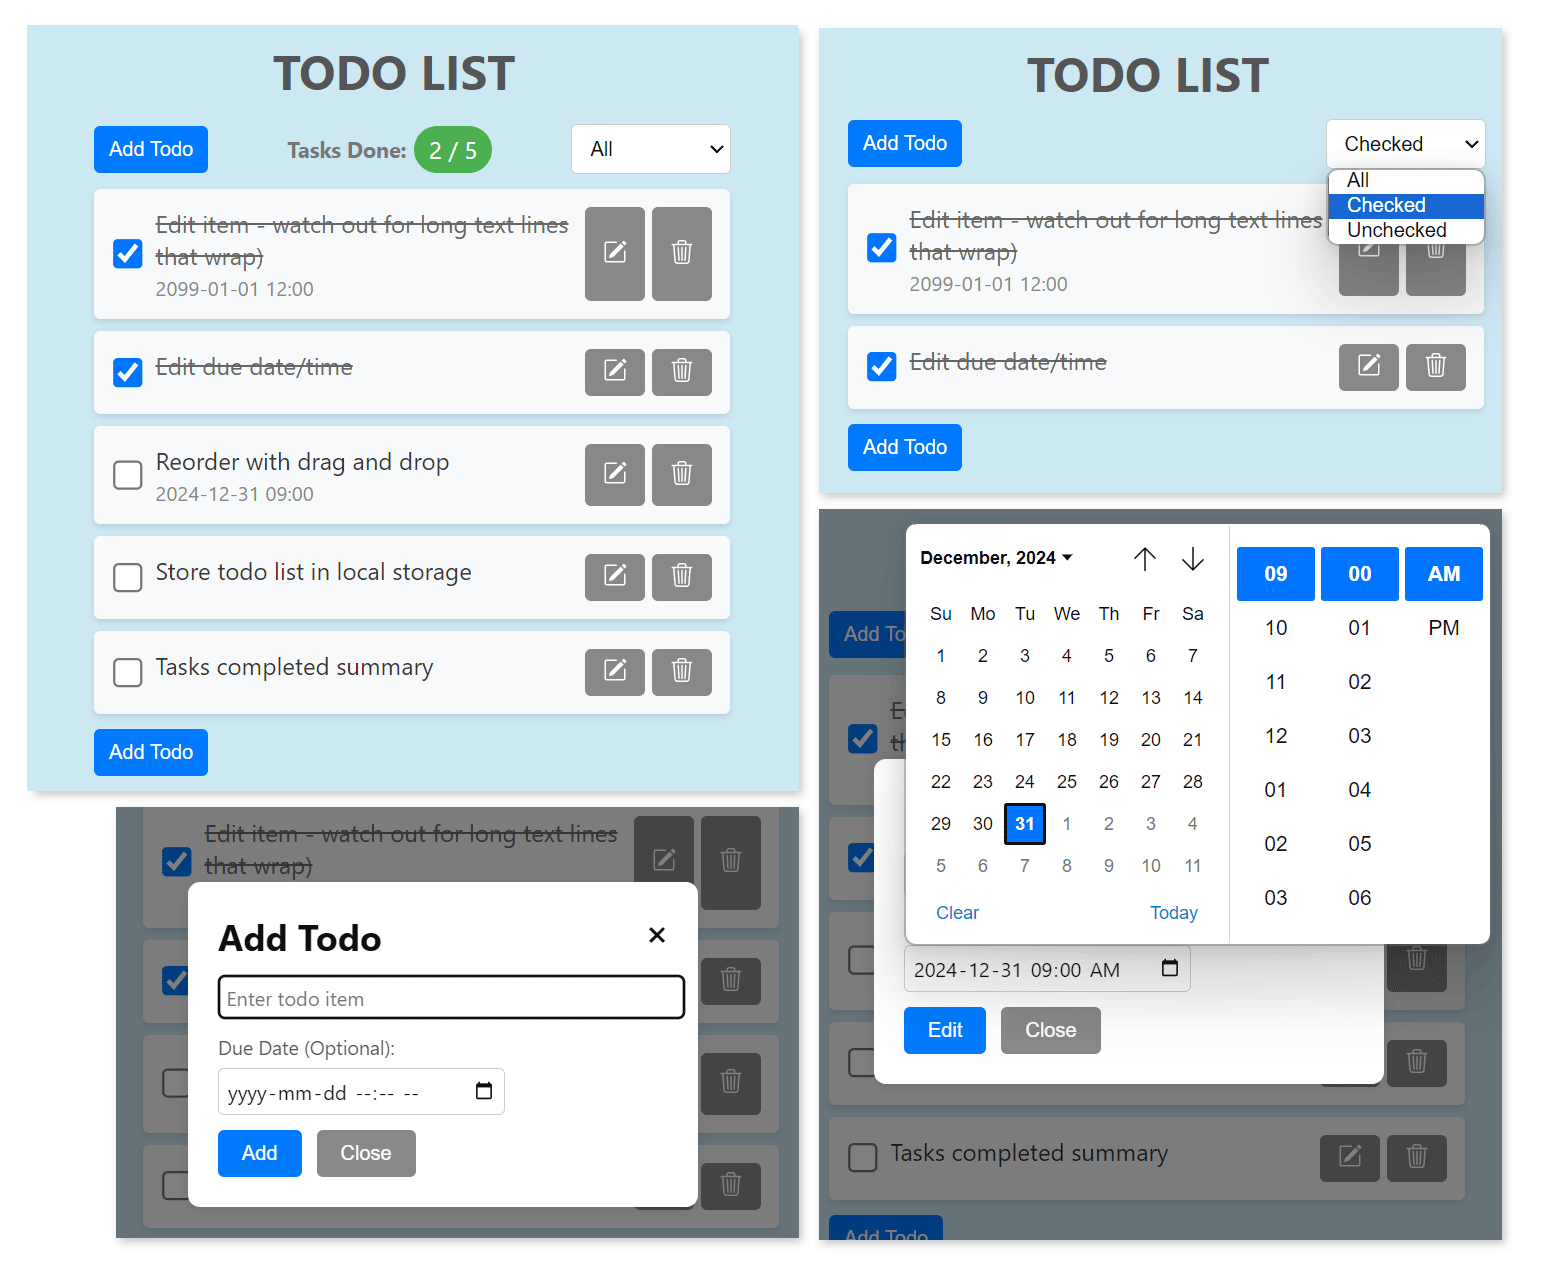 TODO LIST
Add Todo
Tasks Done: 2 / 5
All
Edit item - watch out for long text lines
that wrap)
2099-01-01 12:00
Edit due date/time
Reorder with drag and drop
2024-12-31 09:00
Store todo list in local storage
Tasks completed summary
Add Todo
TODO LIST
Add Todo
Checked
All
Checked
Unchecked
Edit item - watch out for long text lines
that wrap)
2099-01-01 12:00
Edit due date/time
Add Todo
Edit item - watch out for long text lines
that wrap)
Add Todo
Enter todo item
Due Date (Optional):
yyyy-mm-dd --:-- --
Add Close
December, 2024
Su Mo Tu We Th Fr Sa
1 2 3 4 5 6 7
8 9 10 11 12 13 14
15 16 17 18 19 20 21
22 23 24 25 26 27 28
29 30 31 1 2 3 4
5 6 7 8 9 10 11
Clear Today
09 00 AM
10 01 PM
11 02
12 03
01 04
02 05
03 06
Add To
2024-12-31 09:00 AM
Edit Close
Tasks completed summary
Add Todo